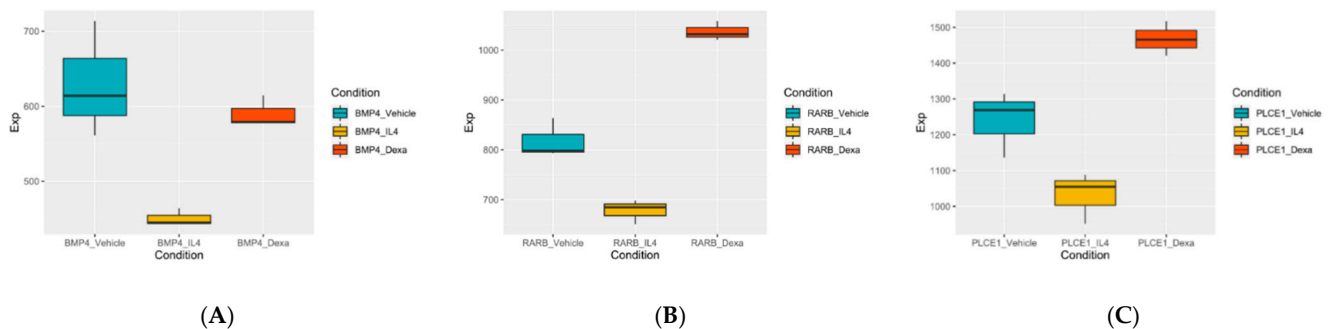 700
600
500
Exp
BMP4_Vehicle
BMP4_IL4
BMP4_Dexa
Condition
Condition
BMP4_Vehicle
BMP4_IL4
BMP4_Dexa
(A)
1000
900
800
700
Exp
RARB_Vehicle
RARB_IL4
RARB_Dexa
Condition
Condition
RARB_Vehicle
RARB_IL4
RARB_Dexa
(B)
1500
1400
1300
1200
1100
1000
Exp
PLCE1_Vehicle
PLCE1_IL4
PLCE1_Dexa
Condition
Condition
PLCE1_Vehicle
PLCE1_IL4
PLCE1_Dexa
(C)